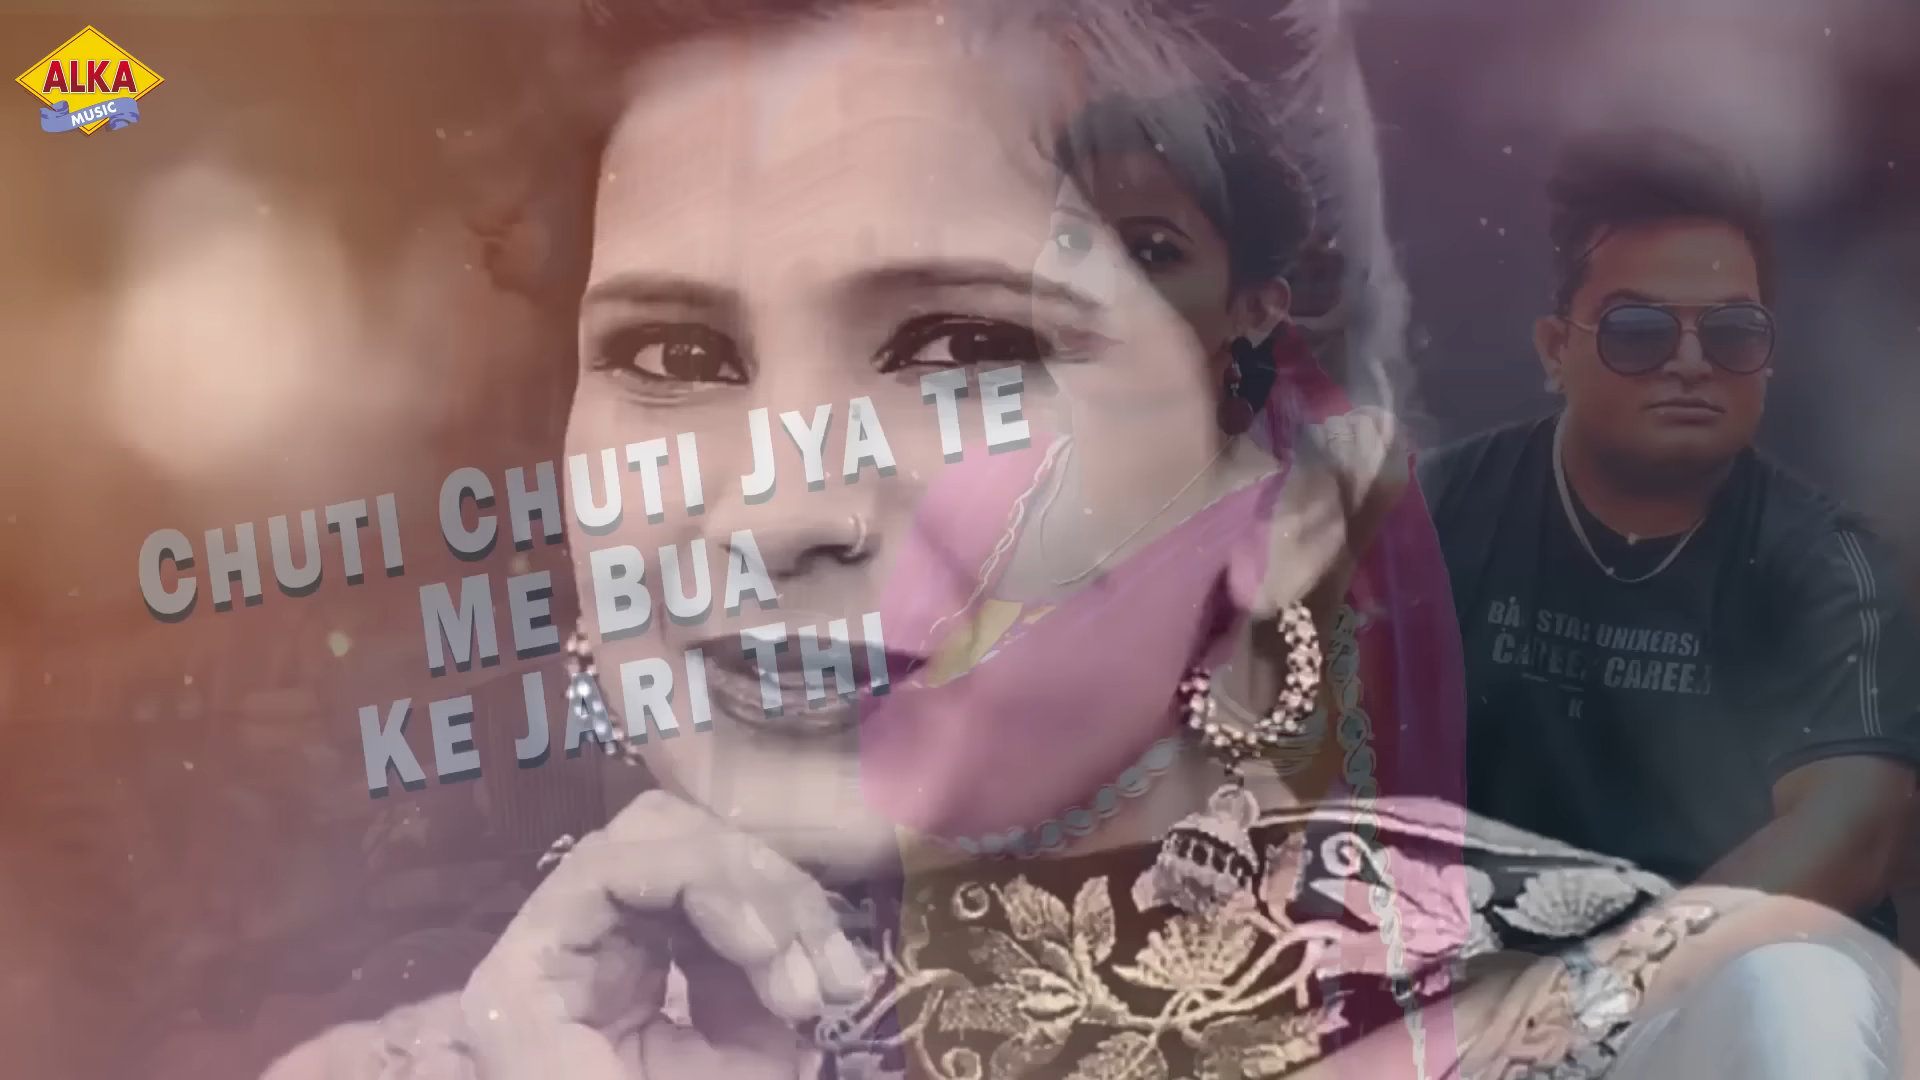 ALKA
MUSIC
CHUTI CHUTI JYA TE
ME BUA
KE JARI THI